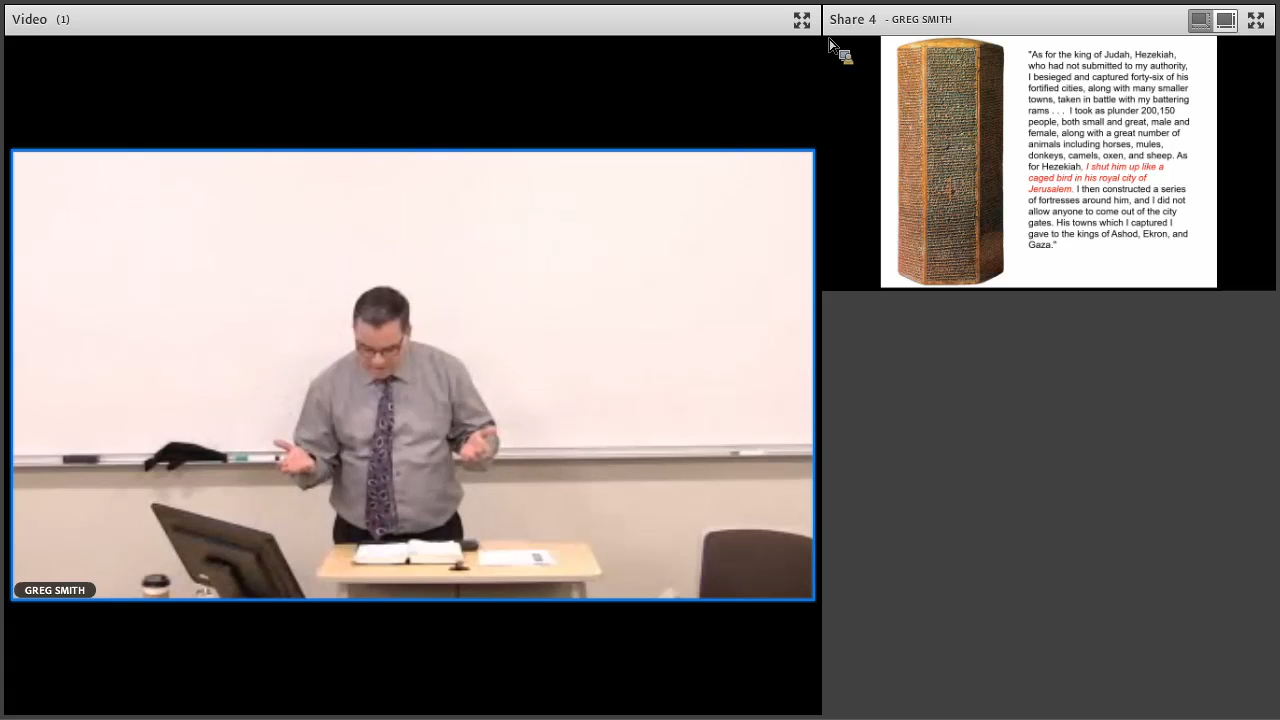 Video (1)
Share 4 - GREG SMITH
"As for the king of Judah, Hezekiah,
who had not submitted to my authority,
I besieged and captured forty-six of his
fortified cities, along with many smaller
towns, taken in battle with my battering
rams . . .  I took as plunder 200,150
people, both small and great, male and
female, along with a great number of
animals including horses, mules,
donkeys, camels, oxen, and sheep. As
for Hezekiah, I shut him up like a
caged bird in his royal city of
Jerusalem. I then constructed a series
of fortresses around him, and I did not
allow anyone to come out of the city
gates. His towns which I captured I
gave to the kings of Ashod, Ekron, and
Gaza."
GREG SMITH